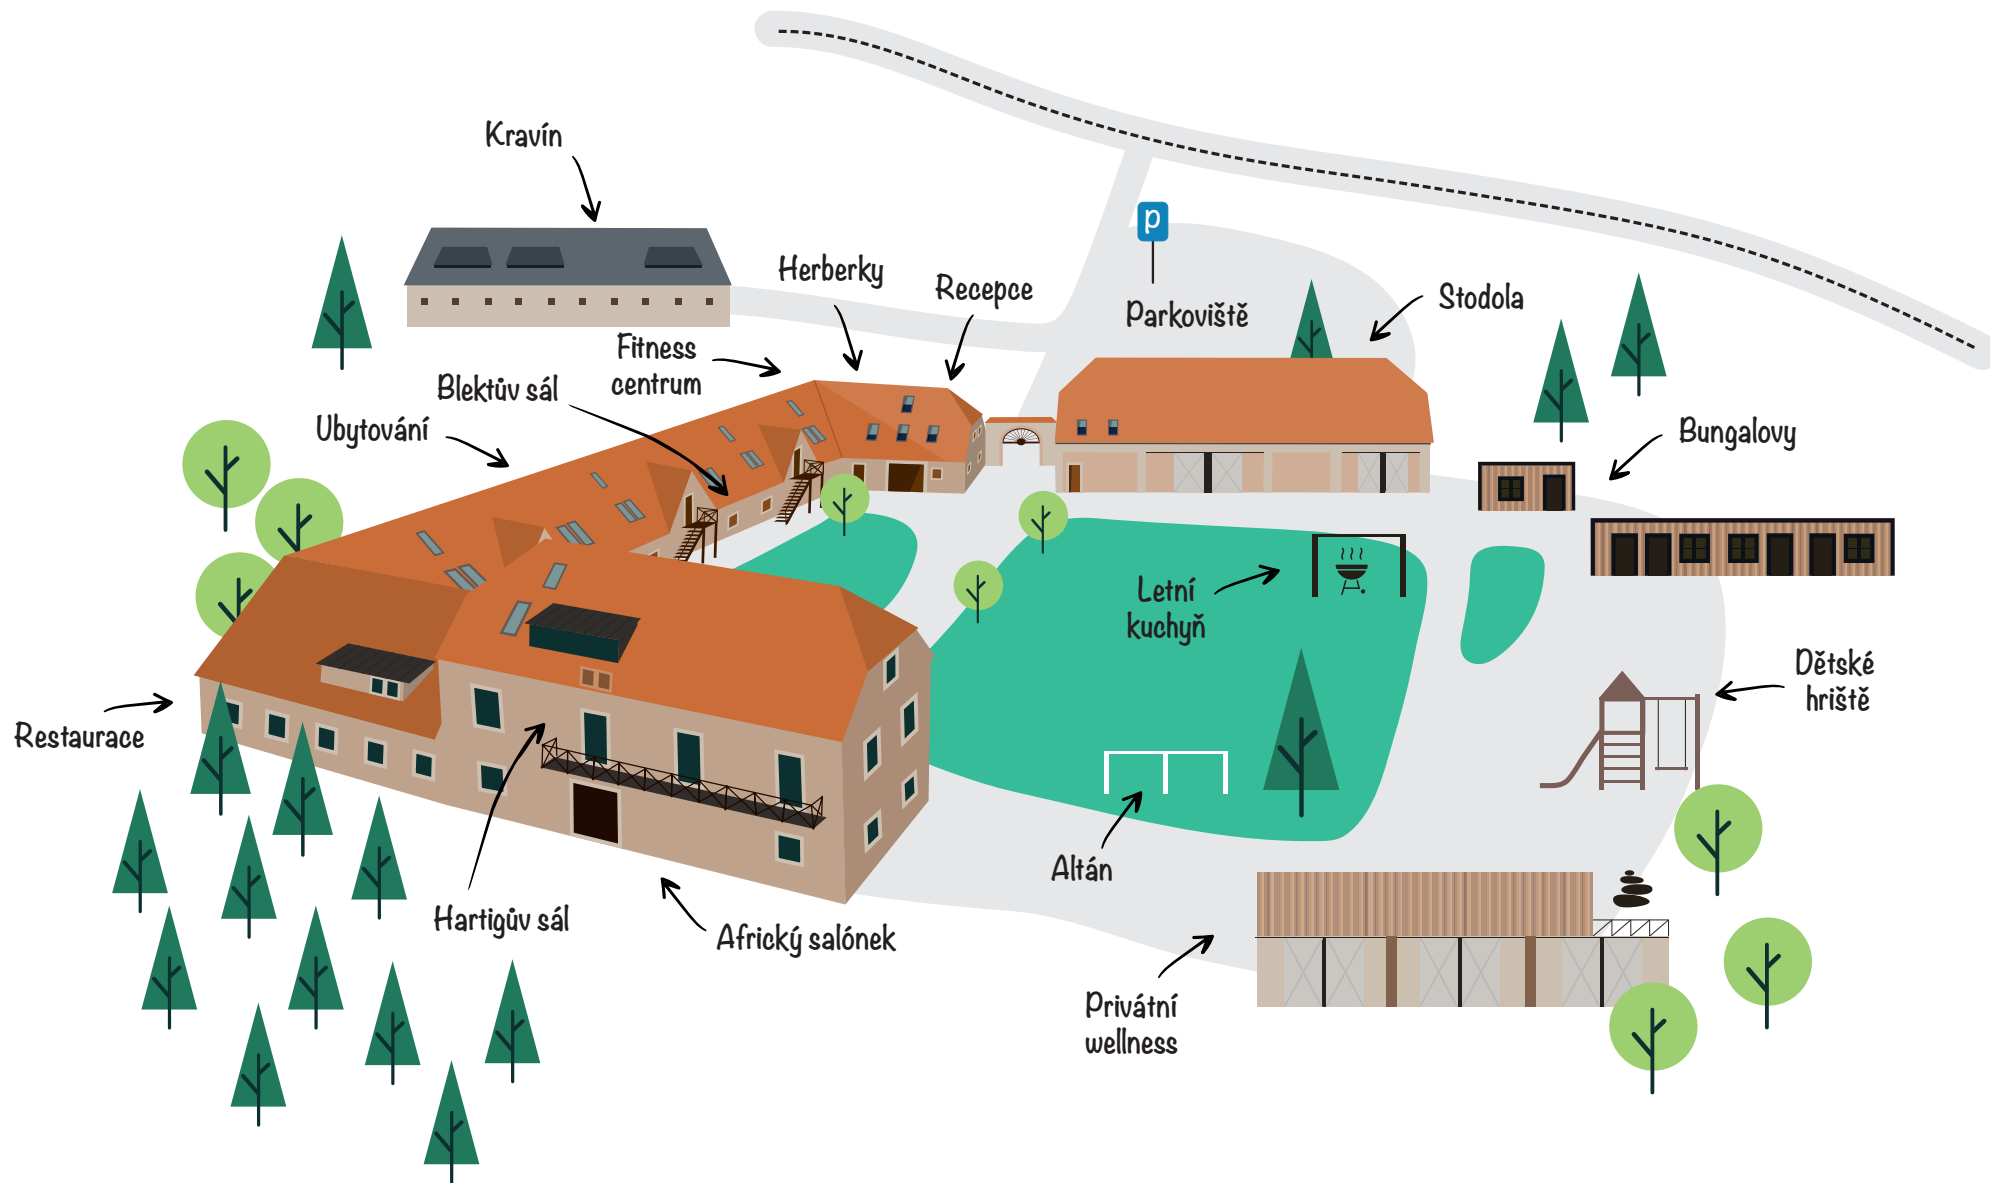 Kravín
P
Herberky
Recepce
Parkoviště
Stodola
Fitness
centrum
Blektův sál
Ubytování
Bungalovy
Letní
kuchyň
Dětské
hriště
Restaurace
Altán
Hartigův sál
Africký salónek
Privátní
wellness